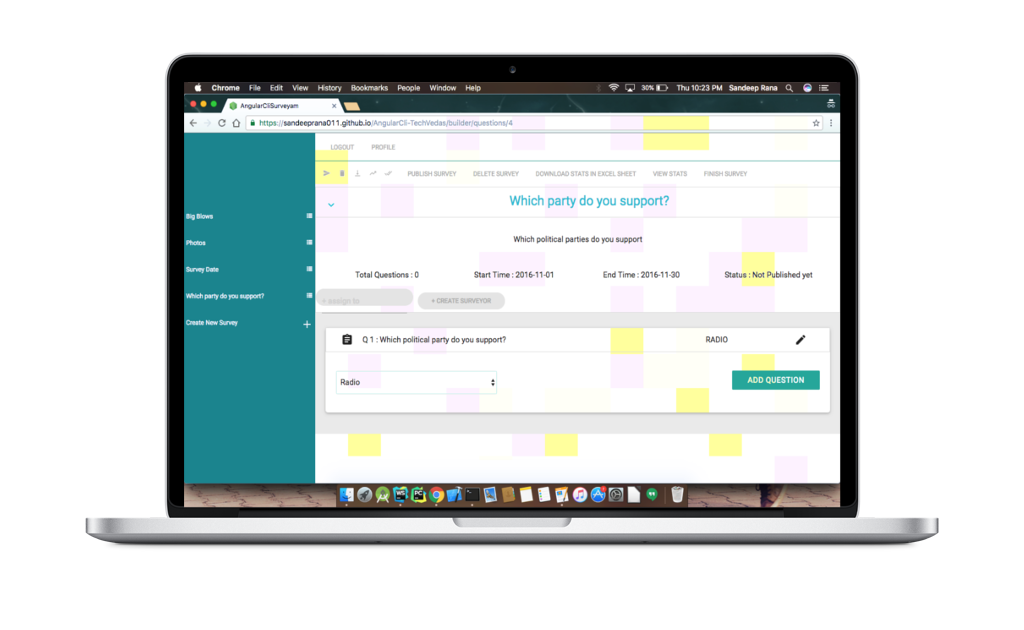 Chrome File Edit View History Bookmarks People Window Help 30% Thu 10:23 PM Sandeep Rana
AngularCliSurveyam
https://sandeeprana011.github.io/AngularCli-TechVedas/builder/questions/4
LOGOUT PROFILE
PUBLISH SURVEY DELETE SURVEY DOWNLOAD STATS IN EXCEL SHEET VIEW STATS FINISH SURVEY
Which party do you support?
Big Blows
Photos
Survey Date
Which party do you support?
Create New Survey
Which political parties do you support
Total Questions : 0 Start Time : 2016-11-01 End Time : 2016-11-30 Status : Not Published yet
+ assign to + CREATE SURVEYOR
Q 1 : Which political party do you support? RADIO
Radio ADD QUESTION
WS PC